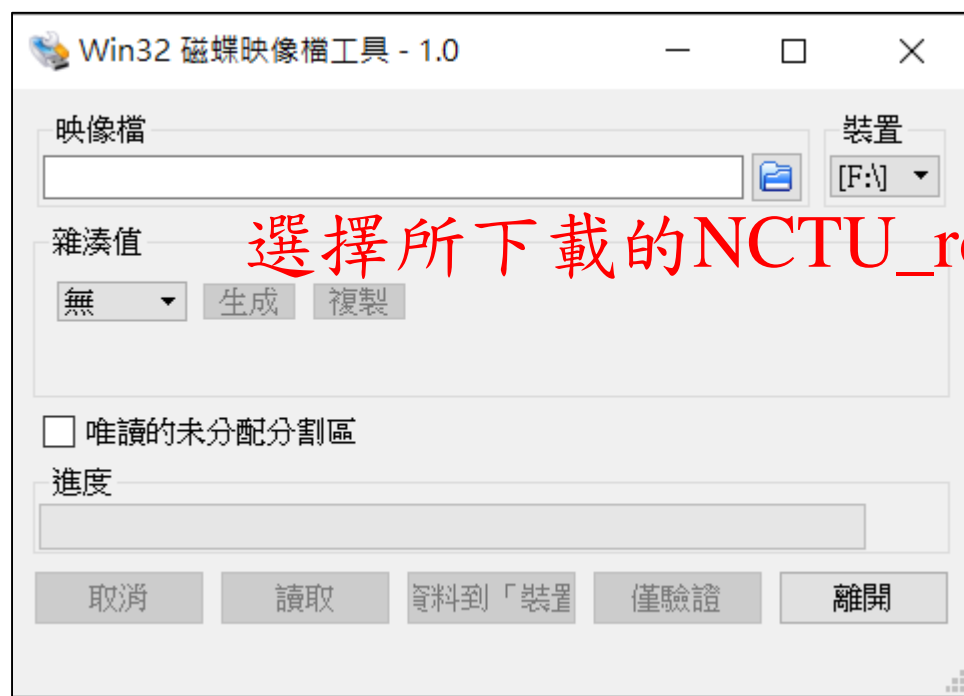 Win32 磁蝶映像檔工具 - 1.0
映像檔
裝置
[F:\]
選擇所下載的NCTU_r
雜湊值
無
生成
複製
唯讀的未分配分割區
進度
取消
讀取
資料到「裝置
僅驗證
離開